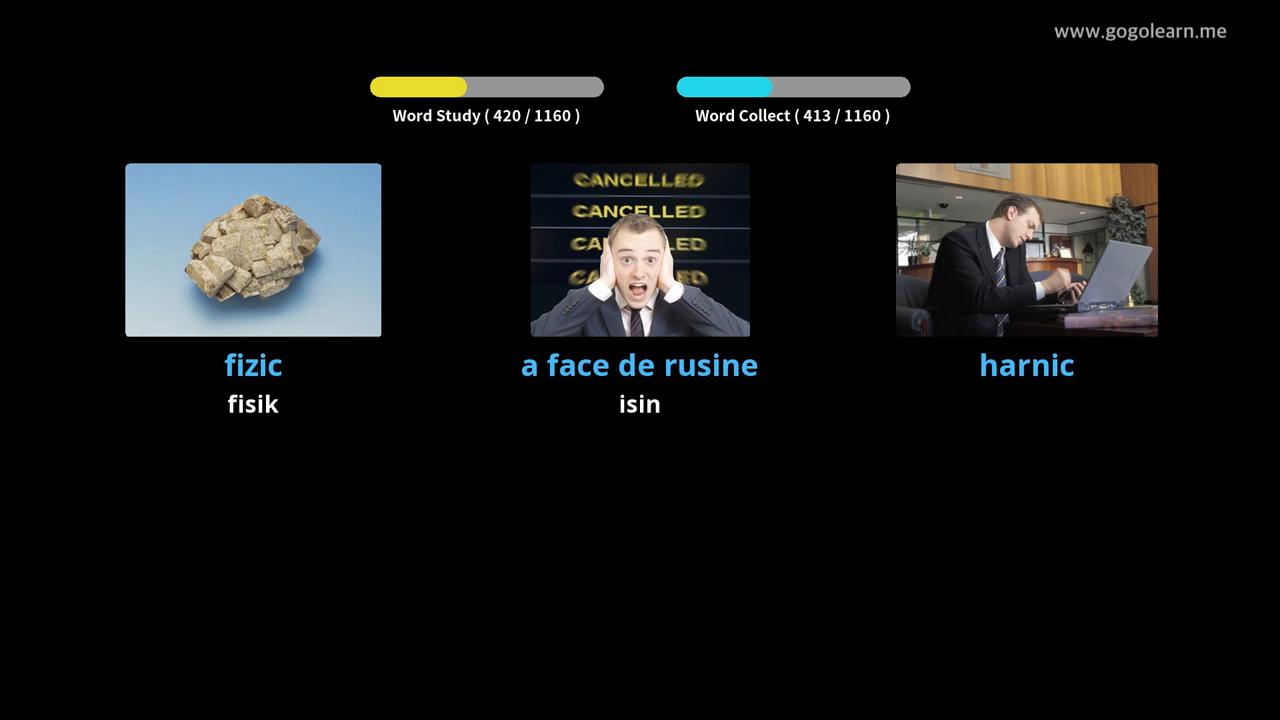 www.gogolearn.me
Word Study ( 420 / 1160 )
Word Collect ( 413 / 1160 )
CANCELLED
CANCELLED
fizic
a face de rusine
harnic
fisik
isin